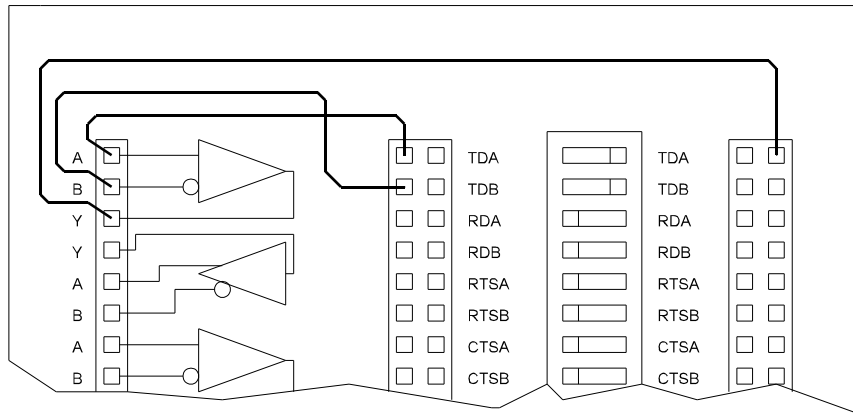 A TDA TDA
B TDB TDB
Y RDA RDA
Y RDB RDB
A RTSA RTSA
B RTSB RTSB
A CTSA CTSA
B CTSB CTSB